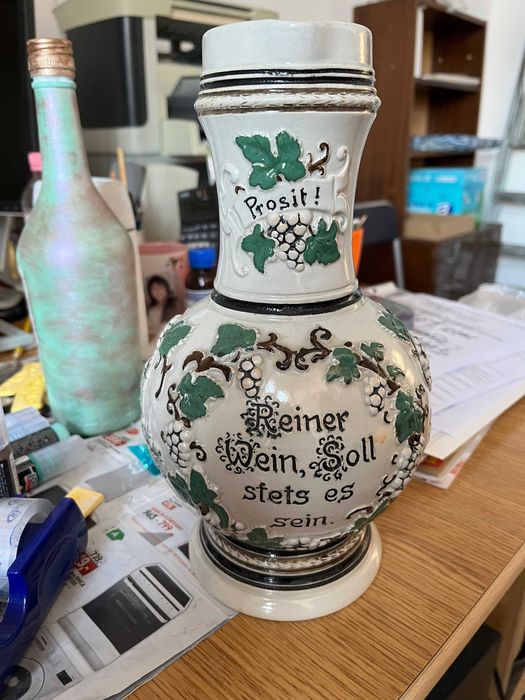 Prosit!
Reiner
Wein, Soll
stets es
sein.